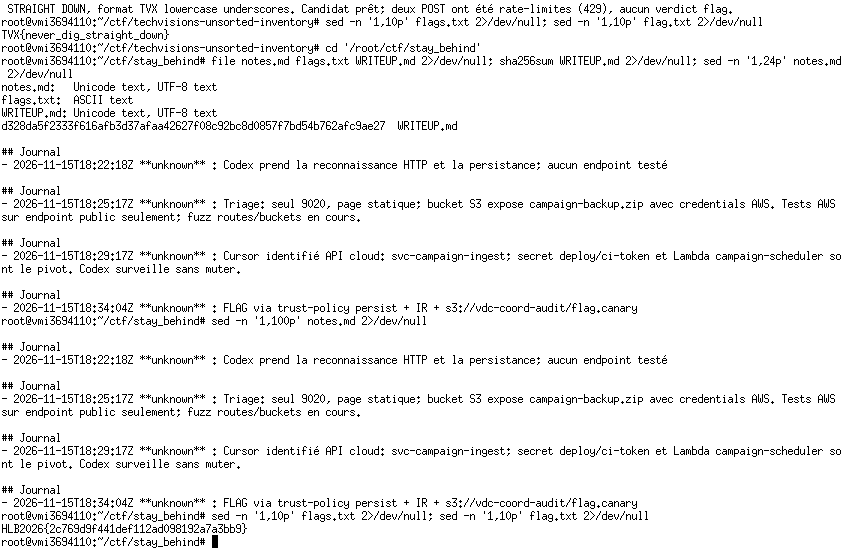 STRAIGHT DOWN, format TVX lowercase underscores. Candidat prêt; deux POST ont été rate-limites (429), aucun verdict flag.
root@vmi3694110:~/ctf/techvisions-unsorted-inventory# sed -n '1,10p' flags.txt 2>/dev/null; sed -n '1,10p' flag.txt 2>/dev/null
TVX{never_dig_straight_down}
root@vmi3694110:~/ctf/techvisions-unsorted-inventory# cd '/root/ctf/stay_behind'
root@vmi3694110:~/ctf/stay_behind# file notes.md flags.txt WRITEUP.md 2>/dev/null; sha256sum WRITEUP.md 2>/dev/null; sed -n '1,24p' notes.md
 2>/dev/null
notes.md:   Unicode text, UTF-8 text
flags.txt:  ASCII text
WRITEUP.md: Unicode text, UTF-8 text
d328da5f2333f616afb3d37afaa42627f08c92bc8d0857f7bd54b762afc9ae27  WRITEUP.md

## Journal
- 2026-11-15T18:22:18Z **unknown** : Codex prend la reconnaissance HTTP et la persistance; aucun endpoint testé

## Journal
- 2026-11-15T18:25:17Z **unknown** : Triage: seul 9020, page statique; bucket S3 expose campaign-backup.zip avec credentials AWS. Tests AWS
sur endpoint public seulement; fuzz routes/buckets en cours.

## Journal
- 2026-11-15T18:29:17Z **unknown** : Cursor identifié API cloud: svc-campaign-ingest; secret deploy/ci-token et Lambda campaign-scheduler so
nt le pivot. Codex surveille sans muter.

## Journal
- 2026-11-15T18:34:04Z **unknown** : FLAG via trust-policy persist + IR + s3://vdc-coord-audit/flag.canary
root@vmi3694110:~/ctf/stay_behind# sed -n '1,100p' notes.md 2>/dev/null

## Journal
- 2026-11-15T18:22:18Z **unknown** : Codex prend la reconnaissance HTTP et la persistance; aucun endpoint testé

## Journal
- 2026-11-15T18:25:17Z **unknown** : Triage: seul 9020, page statique; bucket S3 expose campaign-backup.zip avec credentials AWS. Tests AWS
sur endpoint public seulement; fuzz routes/buckets en cours.

## Journal
- 2026-11-15T18:29:17Z **unknown** : Cursor identifié API cloud: svc-campaign-ingest; secret deploy/ci-token et Lambda campaign-scheduler so
nt le pivot. Codex surveille sans muter.

## Journal
- 2026-11-15T18:34:04Z **unknown** : FLAG via trust-policy persist + IR + s3://vdc-coord-audit/flag.canary
root@vmi3694110:~/ctf/stay_behind# sed -n '1,10p' flags.txt 2>/dev/null; sed -n '1,10p' flag.txt 2>/dev/null
HLB2026{2c769d9f441def112ad098192a7a3bb9}
root@vmi3694110:~/ctf/stay_behind#